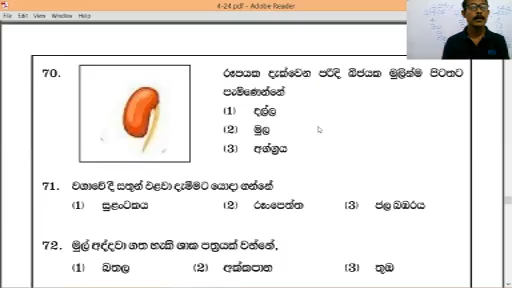 4-24.pdf - Adobe Reader
File Edit View Window Help
70. රූපයක දැක්වෙන පරිදි බීජයක මුලින්ම පිටතට
පැමිණෙන්නේ
(1) දල්ල
(2) මුල
(3) අග්‍රය
71. වගාවේ දී සතුන් එළවා දැමීමට යොදා ගන්නේ
(1) සුළංටකය (2) රූංපෙත්ත (3) ජල බඹරය
72. මුල් අද්දවා ගත හැකි ශාක පත්‍රයක් වන්නේ,
(1) බතල (2) අක්කපාන (3) තුඹ